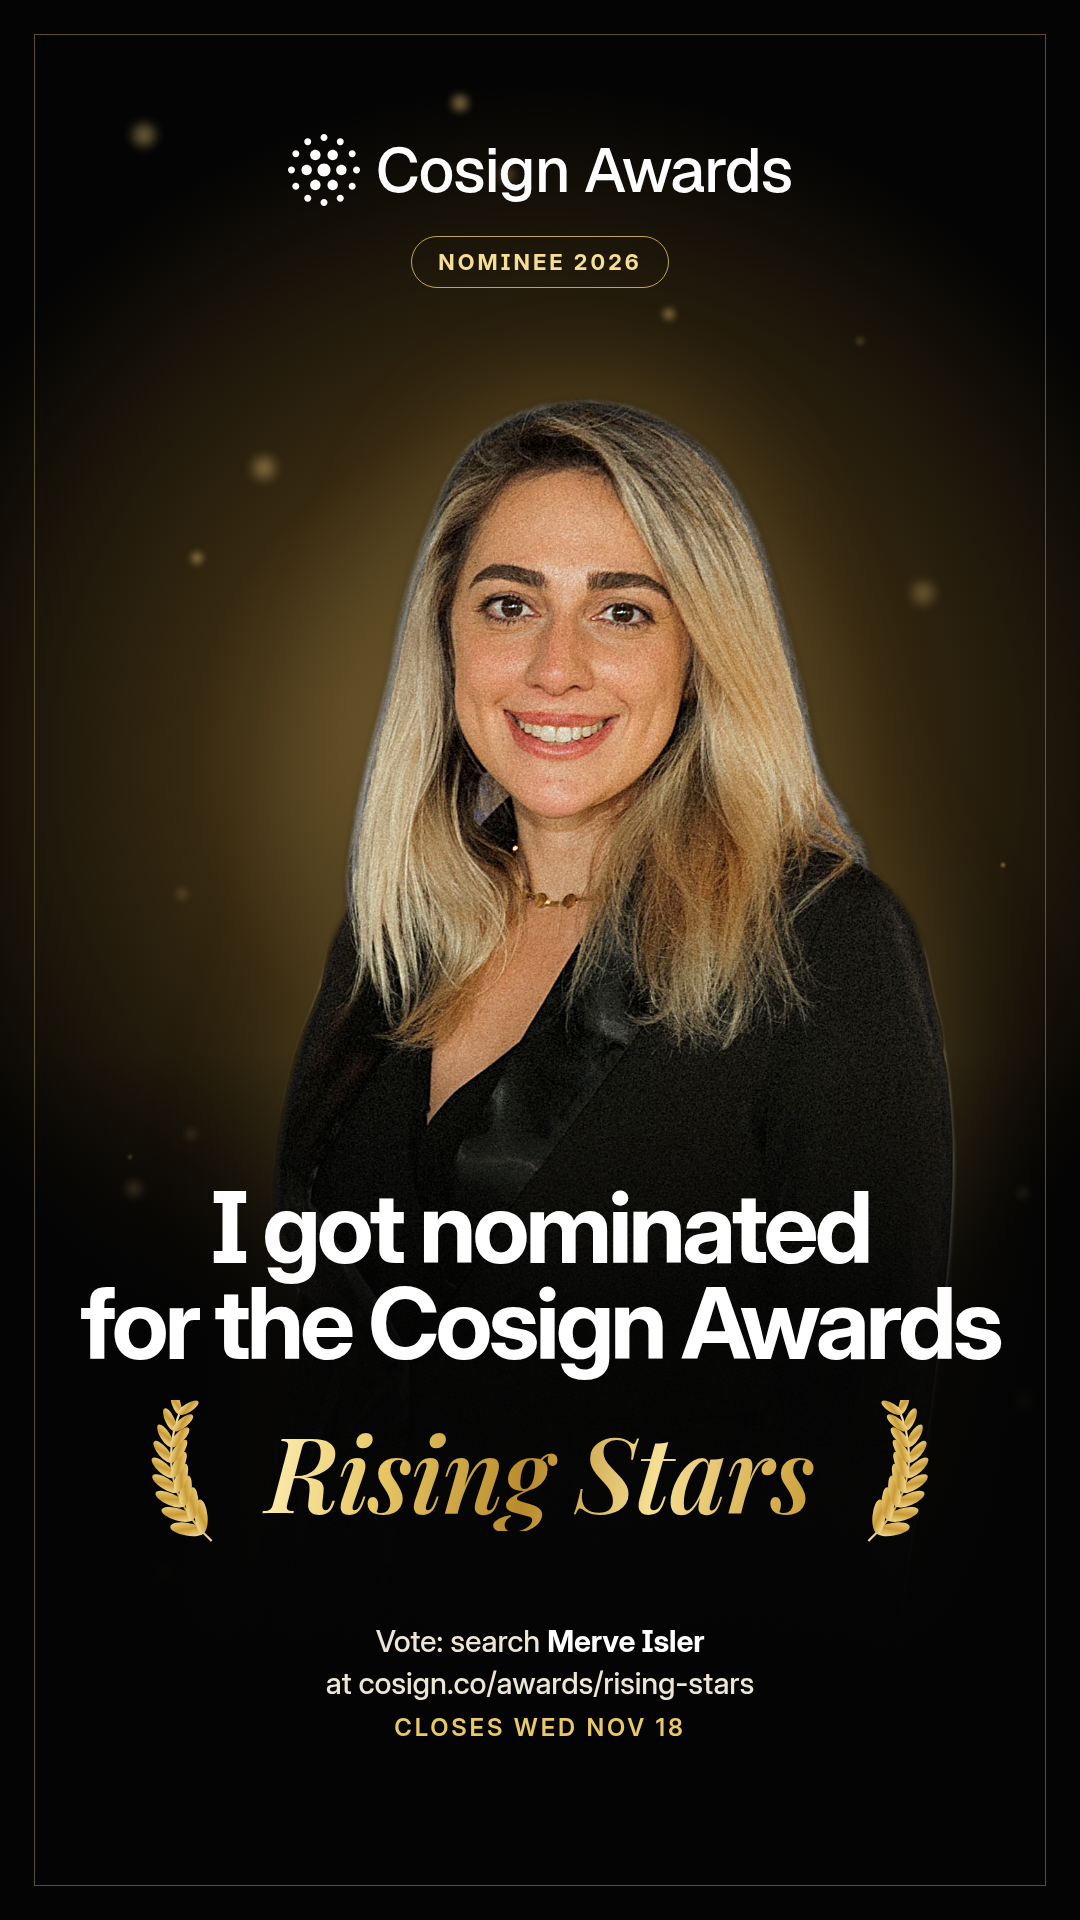 Cosign Awards
NOMINEE 2026
I got nominated
for the Cosign Awards
Rising Stars
Vote: search Merve Isler
at cosign.co/awards/rising-stars
CLOSES WED NOV 18